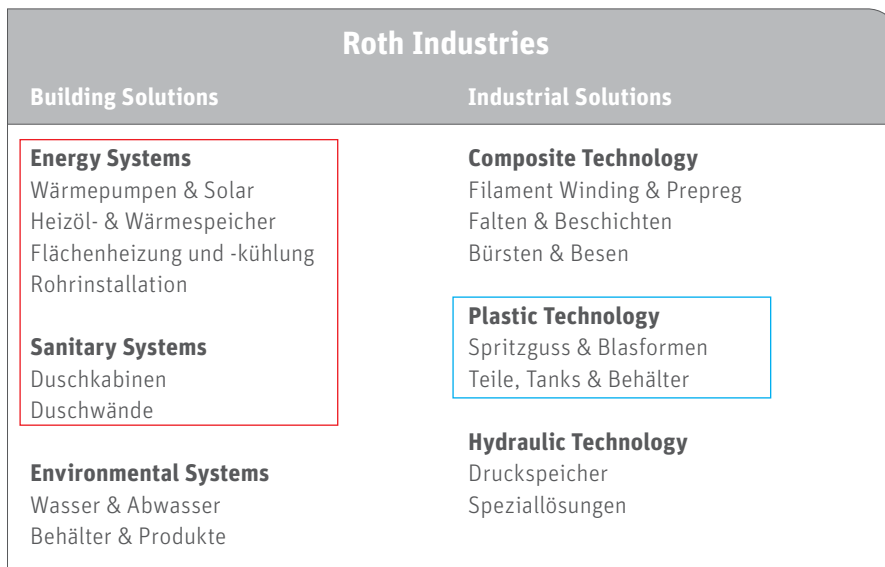 Roth Industries
Building Solutions
Energy Systems
Wärmepumpen & Solar
Heizöl- & Wärmespeicher
Flächenheizung und -kühlung
Rohrinstallation
Sanitary Systems
Duschkabinen
Duschwände
Environmental Systems
Wasser & Abwasser
Behälter & Produkte
Industrial Solutions
Composite Technology
Filament Winding & Prepreg
Falten & Beschichten
Bürsten & Besen
Plastic Technology
Spritzguss & Blasformen
Teile, Tanks & Behälter
Hydraulic Technology
Druckspeicher
Speziallösungen